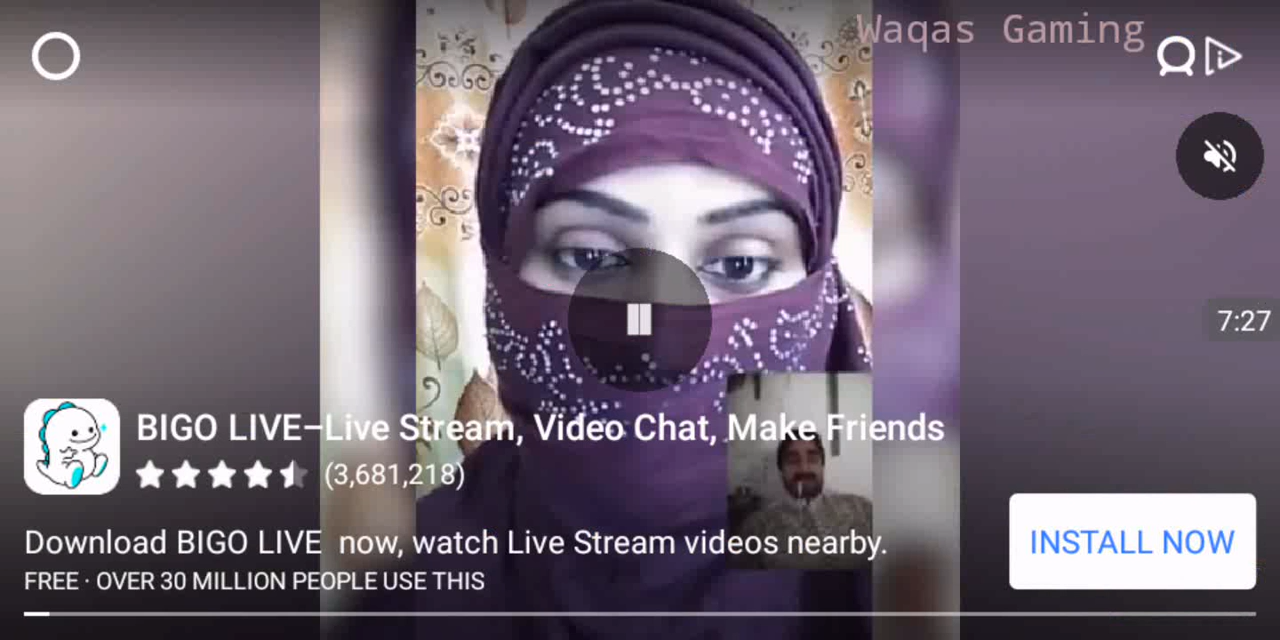 Waqas Gaming
7:27
BIGO LIVE–Live Stream, Video Chat, Make Friends
(3,681,218)
Download BIGO LIVE now, watch Live Stream videos nearby.
INSTALL NOW
FREE · OVER 30 MILLION PEOPLE USE THIS